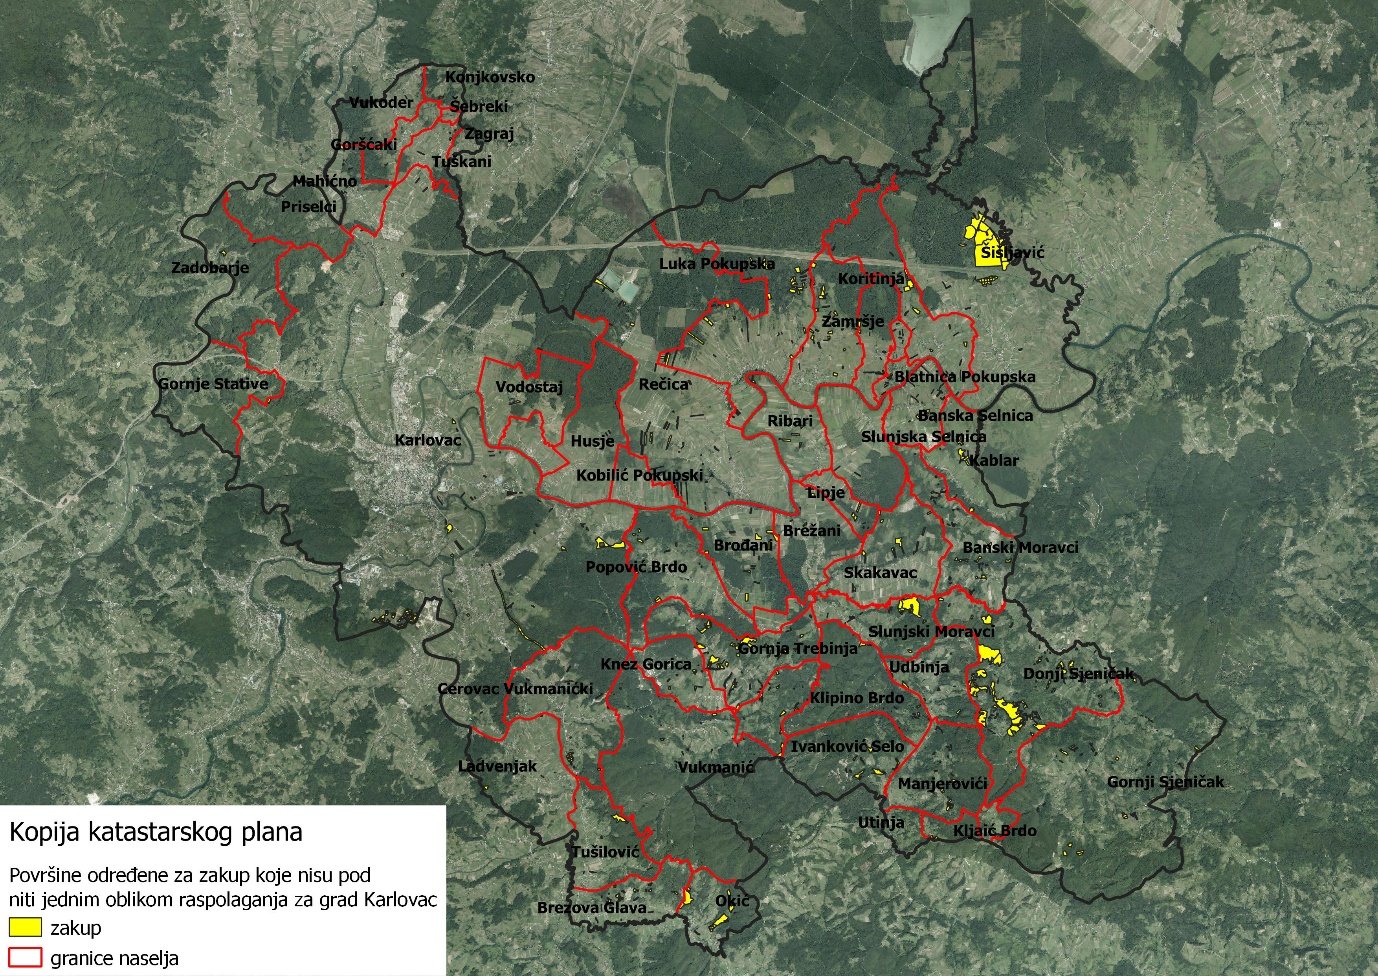 Konjkovsko
Vukoder
Šebreki
Zagraj
Goršćaki
Tuškani
Mahićno
Priselci
Zadobarje
Šišljavić
Luka Pokupska
Koritinja
Zamršje
Gornje Stative
Vodostaj
Rečica
Blatnica Pokupska
Banska Selnica
Ribari
Karlovac
Husje
Slunjska Selnica
Kablar
Kobilić Pokupski
Lipje
Brežani
Brođani
Banski Moravci
Popović Brdo
Skakavac
Slunjski Moravci
Gornja Trebinja
Knez Gorica
Udbinja
Donji Sjeničak
Cerovac Vukmanićki
Klipino Brdo
Ivanković Selo
Ladvenjak
Vukmanić
Manjerovići
Gornji Sjeničak
Utinja
Kljaić Brdo
Tušilović
Brezova Glava
Okić
Kopija katastarskog plana
Površine određene za zakup koje nisu pod
niti jednim oblikom raspolaganja za grad Karlovac
zakup
granice naselja